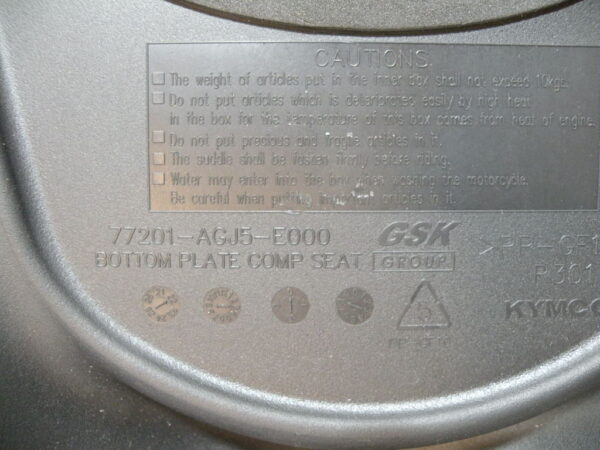 CAUTIONS:
The weight of articles put in the inner box shall not exceed 10kgs.
Do not put articles which is deteriorated easily by high heat
in the box for the temperature of this box comes from heat of engine.
Do not put precious and fragile articles in it.
The suddle shall be fasten firmly before riding.
Water may enter into the box when washing the motorcycle.
Be careful when putting important articles in it.
77201-AGJ5-E000 GSK >PP-GF1
BOTTOM PLATE COMP SEAT GROUP P301
5 KYMCO